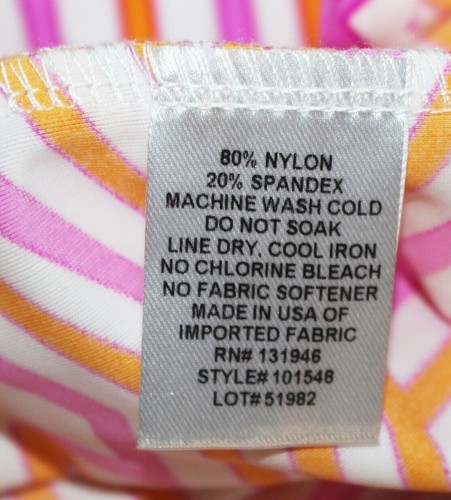 80% NYLON
20% SPANDEX
MACHINE WASH COLD
DO NOT SOAK
LINE DRY, COOL IRON
NO CHLORINE BLEACH
NO FABRIC SOFTENER
MADE IN USA OF
IMPORTED FABRIC
RN# 131946
STYLE# 101548
LOT# 51982